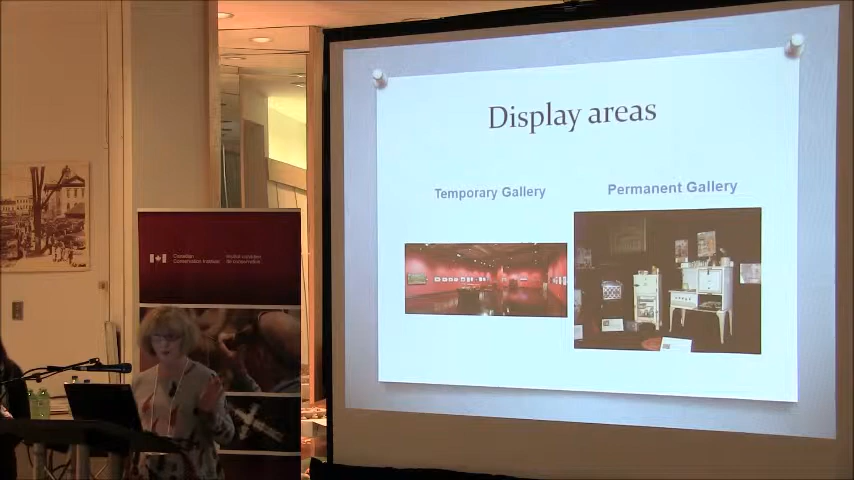 Display areas
Temporary Gallery
Permanent Gallery
Canadian
Conservation Institute
Institut canadien
de conservation